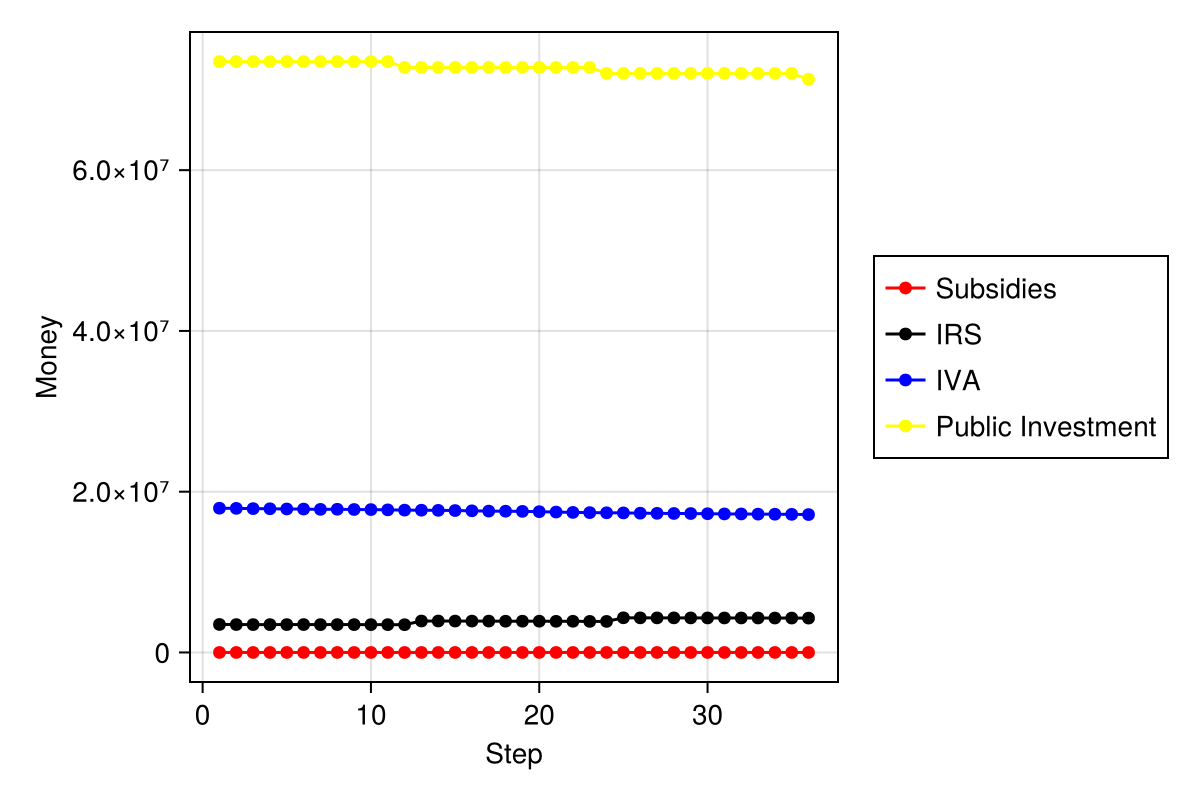 6.0×10⁷
4.0×10⁷
2.0×10⁷
0
0 10 20 30
Step
Money
Subsidies
IRS
IVA
Public Investment